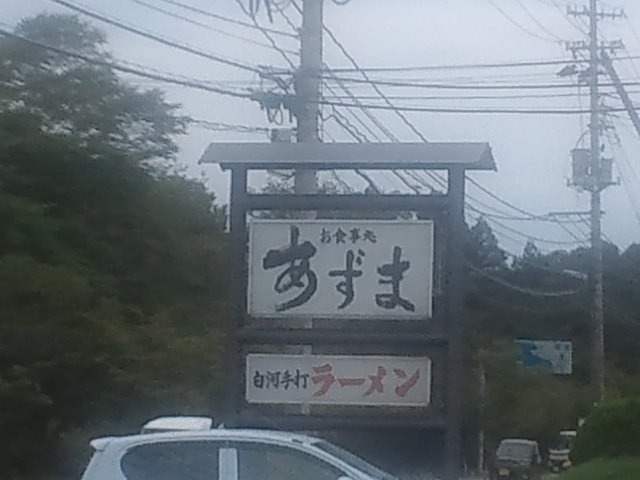 お食事処
あずま
白河手打ラーメン